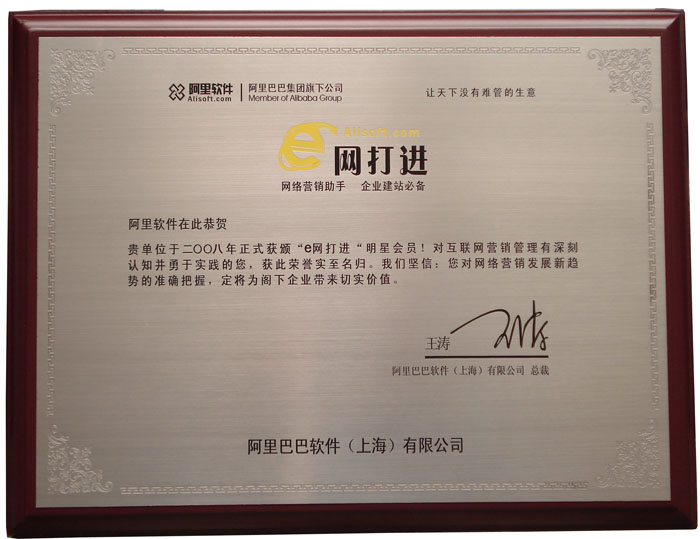 阿里软件 阿里巴巴集团旗下公司 让天下没有难管的生意
Alisoft.com Member of Alibaba Group
Alisoft.com
e网打进
网络营销助手 企业建站必备
阿里软件在此恭贺
贵单位于二〇〇八年正式获颁“e网打进“明星会员！对互联网营销管理有深刻
认知并勇于实践的您，获此荣誉实至名归。我们坚信：您对网络营销发展新趋
势的准确把握，定将为阁下企业带来切实价值。
王涛
阿里巴巴软件（上海）有限公司 总裁
阿里巴巴软件（上海）有限公司